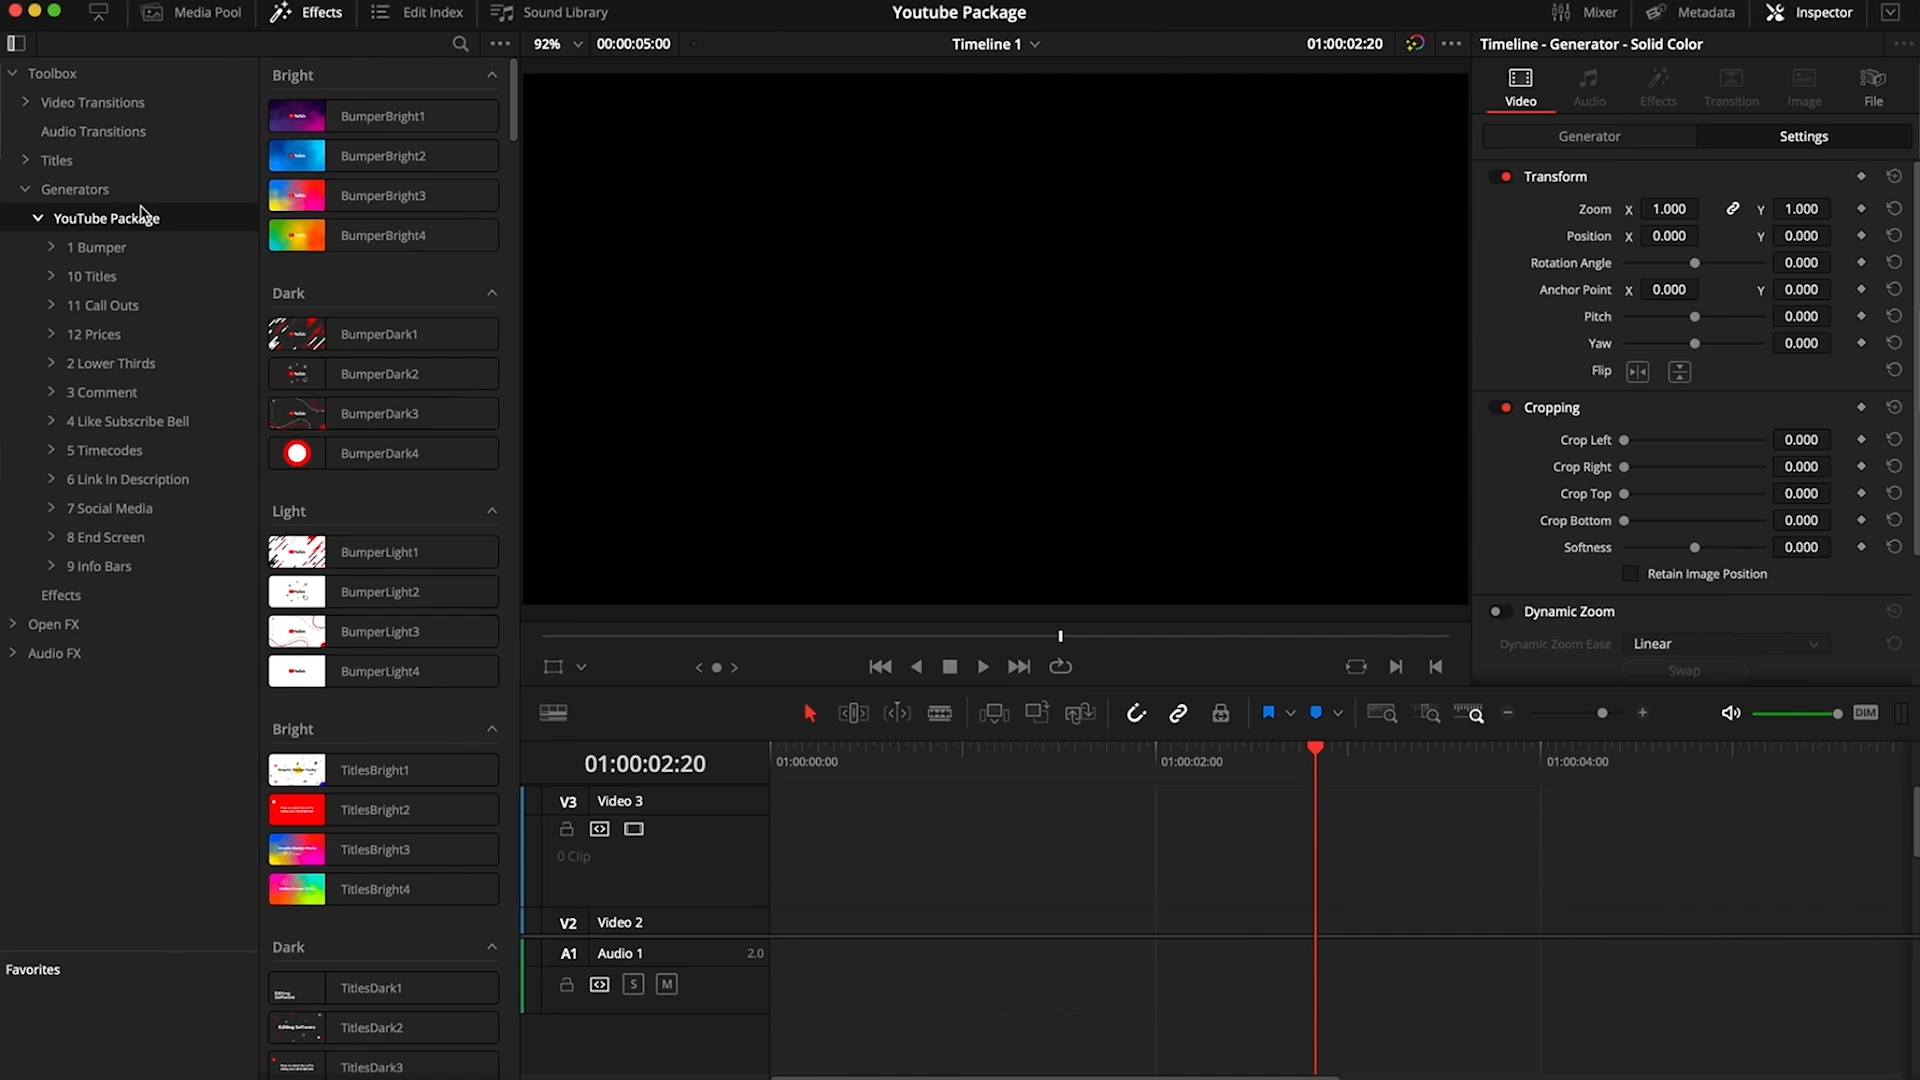 Media Pool
Effects
Edit Index
Sound Library
Youtube Package
Mixer
Metadata
Inspector
92%
00:00:05:00
Timeline 1
01:00:02:20
Timeline - Generator - Solid Color
Toolbox
Video Transitions
Audio Transitions
Titles
Generators
YouTube Package
1 Bumper
10 Titles
11 Call Outs
12 Prices
2 Lower Thirds
3 Comment
4 Like Subscribe Bell
5 Timecodes
6 Link In Description
7 Social Media
8 End Screen
9 Info Bars
Effects
Open FX
Audio FX
Favorites
Bright
BumperBright1
BumperBright2
BumperBright3
BumperBright4
Dark
BumperDark1
BumperDark2
BumperDark3
BumperDark4
Light
BumperLight1
BumperLight2
BumperLight3
BumperLight4
Bright
TitlesBright1
TitlesBright2
TitlesBright3
TitlesBright4
Dark
TitlesDark1
TitlesDark2
TitlesDark3
Video
Audio
Effects
Transition
Image
File
Generator
Settings
Transform
Zoom X 1.000 Y 1.000
Position X 0.000 Y 0.000
Rotation Angle 0.000
Anchor Point X 0.000 Y 0.000
Pitch 0.000
Yaw 0.000
Flip
Cropping
Crop Left 0.000
Crop Right 0.000
Crop Top 0.000
Crop Bottom 0.000
Softness 0.000
Retain Image Position
Dynamic Zoom
Dynamic Zoom Ease Linear
Swap
DIM
01:00:02:20
01:00:00:00
01:00:02:00
01:00:04:00
V3 Video 3
0 Clip
V2 Video 2
A1 Audio 1 2.0
S M